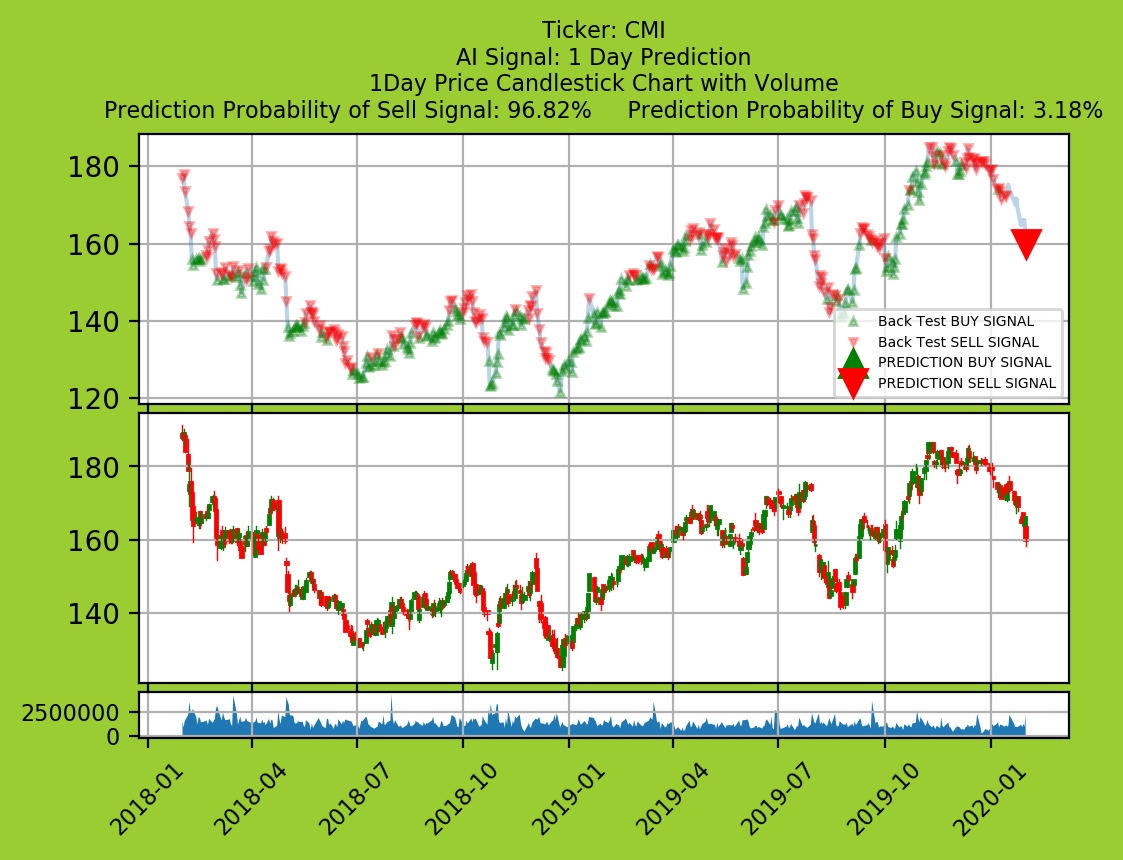 Ticker: CMI
AI Signal: 1 Day Prediction
1Day Price Candlestick Chart with Volume
Prediction Probability of Sell Signal: 96.82% Prediction Probability of Buy Signal: 3.18%
180
160
140
120
Back Test BUY SIGNAL
Back Test SELL SIGNAL
PREDICTION BUY SIGNAL
PREDICTION SELL SIGNAL
180
160
140
2500000
0
2018-01 2018-04 2018-07 2018-10 2019-01 2019-04 2019-07 2019-10 2020-01